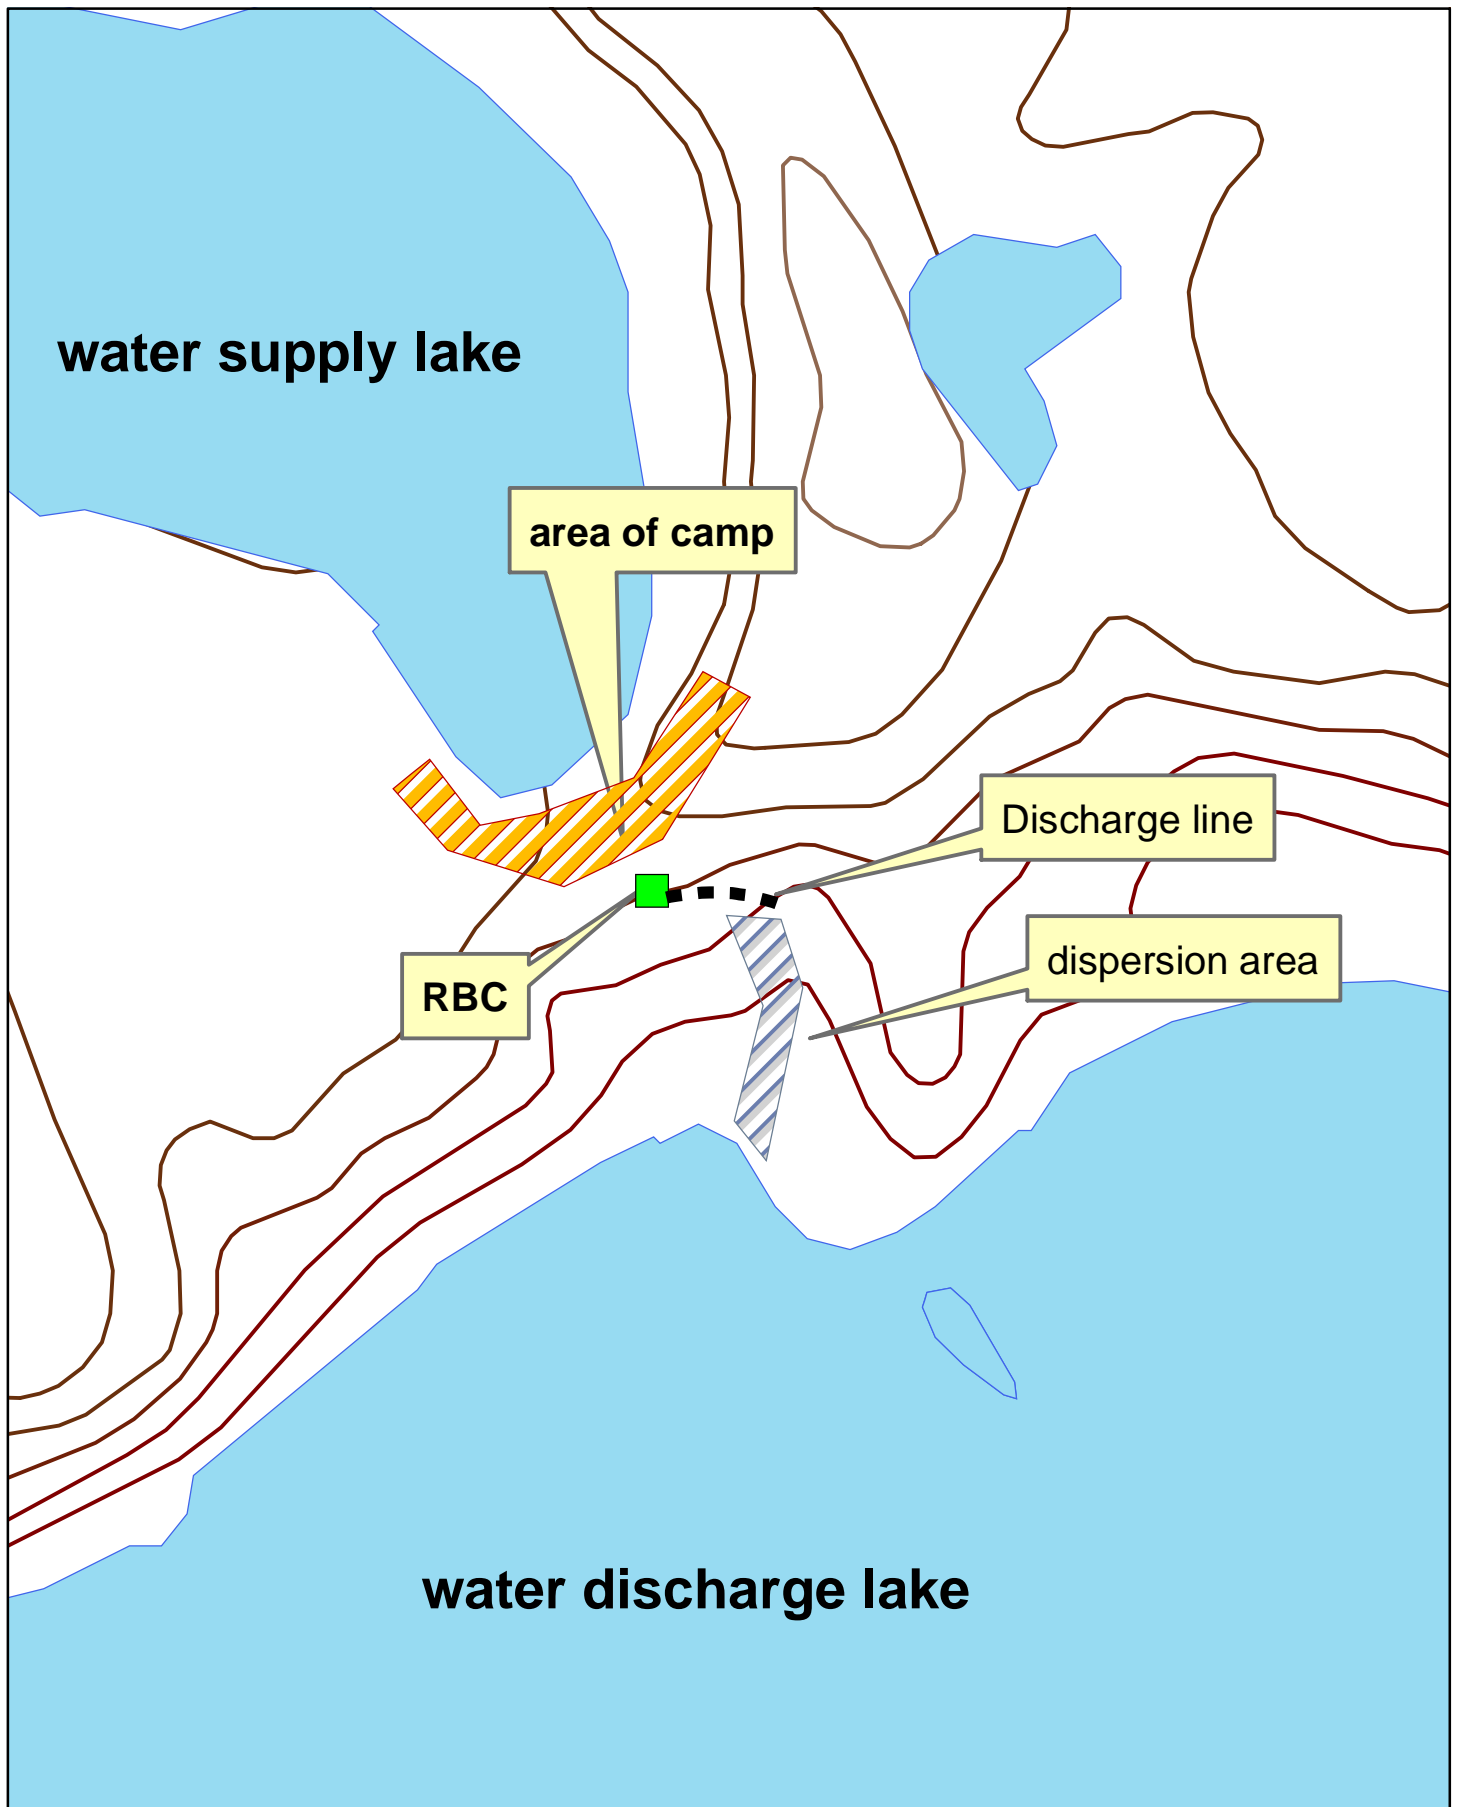 water supply lake
area of camp
Discharge line
dispersion area
RBC
water discharge lake